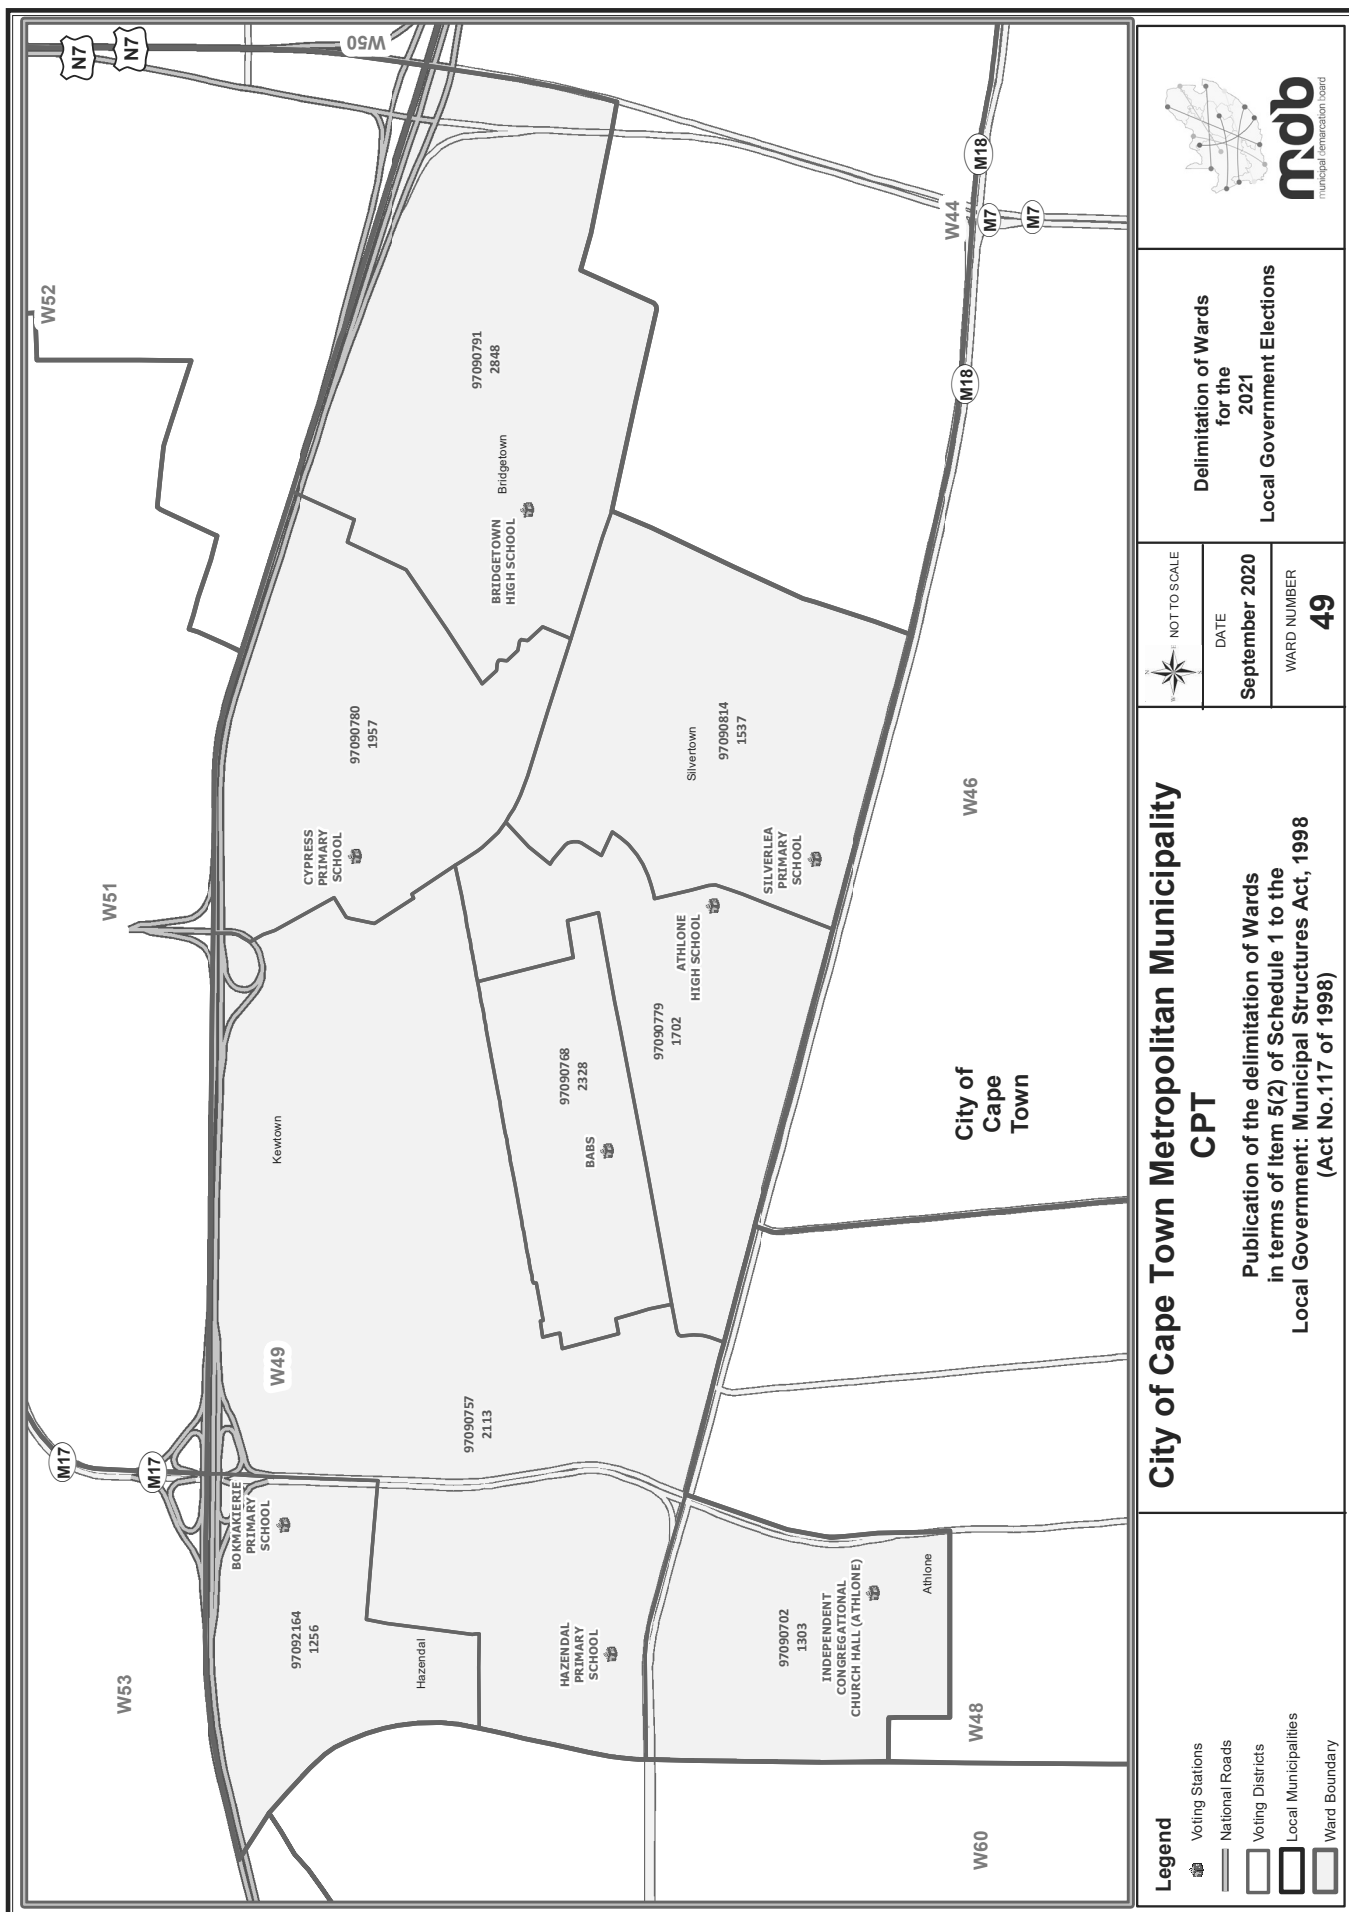 N7
N7
W50
W52
W51
W53
W49
W44
W46
W48
W60
M17
M17
M18
M18
M7
M7
97090791
2848
Bridgetown
BRIDGETOWN
HIGH SCHOOL
97090780
1957
CYPRESS
PRIMARY
SCHOOL
Silvertown
97090814
1537
SILVERLEA
PRIMARY
SCHOOL
ATHLONE
HIGH SCHOOL
97090779
1702
97090768
2328
BABS
Kewtown
97090757
2113
BOKMAKIERIE
PRIMARY
SCHOOL
97092164
1256
Hazendal
HAZENDAL
PRIMARY
SCHOOL
97090702
1303
INDEPENDENT
CONGREGATIONAL
CHURCH HALL (ATHLONE)
Athlone
City of
Cape
Town
Legend
Voting Stations
National Roads
Voting Districts
Local Municipalities
Ward Boundary
City of Cape Town Metropolitan Municipality
CPT
Publication of the delimitation of Wards
in terms of Item 5(2) of Schedule 1 to the
Local Government: Municipal Structures Act, 1998
(Act No.117 of 1998)
N
E
S
W
NOT TO SCALE
DATE
September 2020
WARD NUMBER
49
Delimitation of Wards
for the
2021
Local Government Elections
mdb
municipal demarcation board